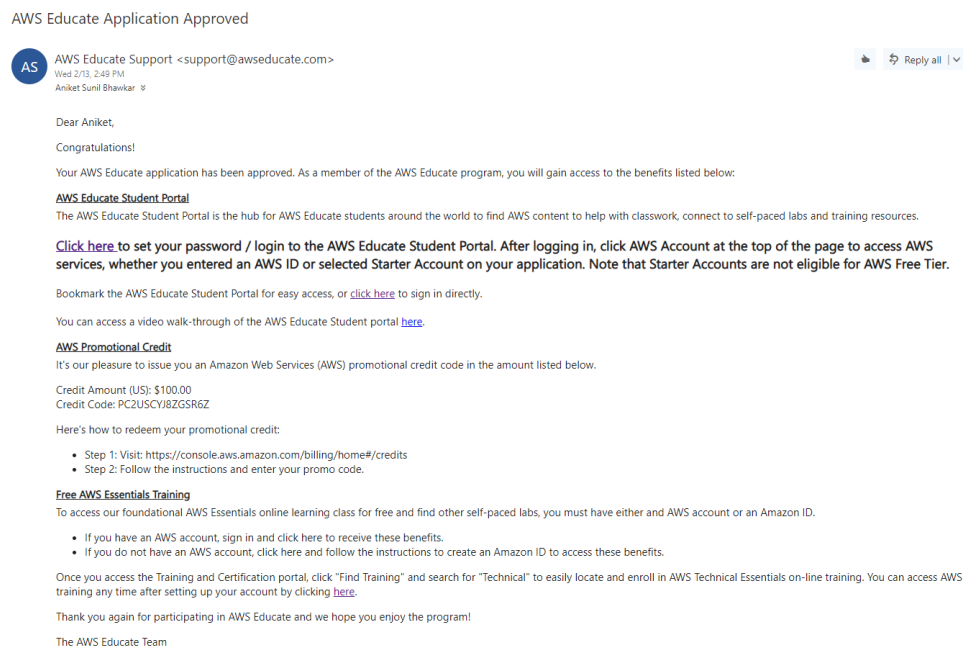 AWS Educate Application Approved
AS
AWS Educate Support <support@awseducate.com>
Reply all
Wed 2/13, 2:49 PM
Aniket Sunil Bhawkar
Dear Aniket,
Congratulations!
Your AWS Educate application has been approved. As a member of the AWS Educate program, you will gain access to the benefits listed below:
AWS Educate Student Portal
The AWS Educate Student Portal is the hub for AWS Educate students around the world to find AWS content to help with classwork, connect to self-paced labs and training resources.
Click here to set your password / login to the AWS Educate Student Portal. After logging in, click AWS Account at the top of the page to access AWS
services, whether you entered an AWS ID or selected Starter Account on your application. Note that Starter Accounts are not eligible for AWS Free Tier.
Bookmark the AWS Educate Student Portal for easy access, or click here to sign in directly.
You can access a video walk-through of the AWS Educate Student portal here.
AWS Promotional Credit
It's our pleasure to issue you an Amazon Web Services (AWS) promotional credit code in the amount listed below.
Credit Amount (US): $100.00
Credit Code: PC2USCYJ8ZGSR6Z
Here's how to redeem your promotional credit:
• Step 1: Visit: https://console.aws.amazon.com/billing/home#/credits
• Step 2: Follow the instructions and enter your promo code.
Free AWS Essentials Training
To access our foundational AWS Essentials online learning class for free and find other self-paced labs, you must have either and AWS account or an Amazon ID.
• If you have an AWS account, sign in and click here to receive these benefits.
• If you do not have an AWS account, click here and follow the instructions to create an Amazon ID to access these benefits.
Once you access the Training and Certification portal, click "Find Training" and search for "Technical" to easily locate and enroll in AWS Technical Essentials on-line training. You can access AWS
training any time after setting up your account by clicking here.
Thank you again for participating in AWS Educate and we hope you enjoy the program!
The AWS Educate Team